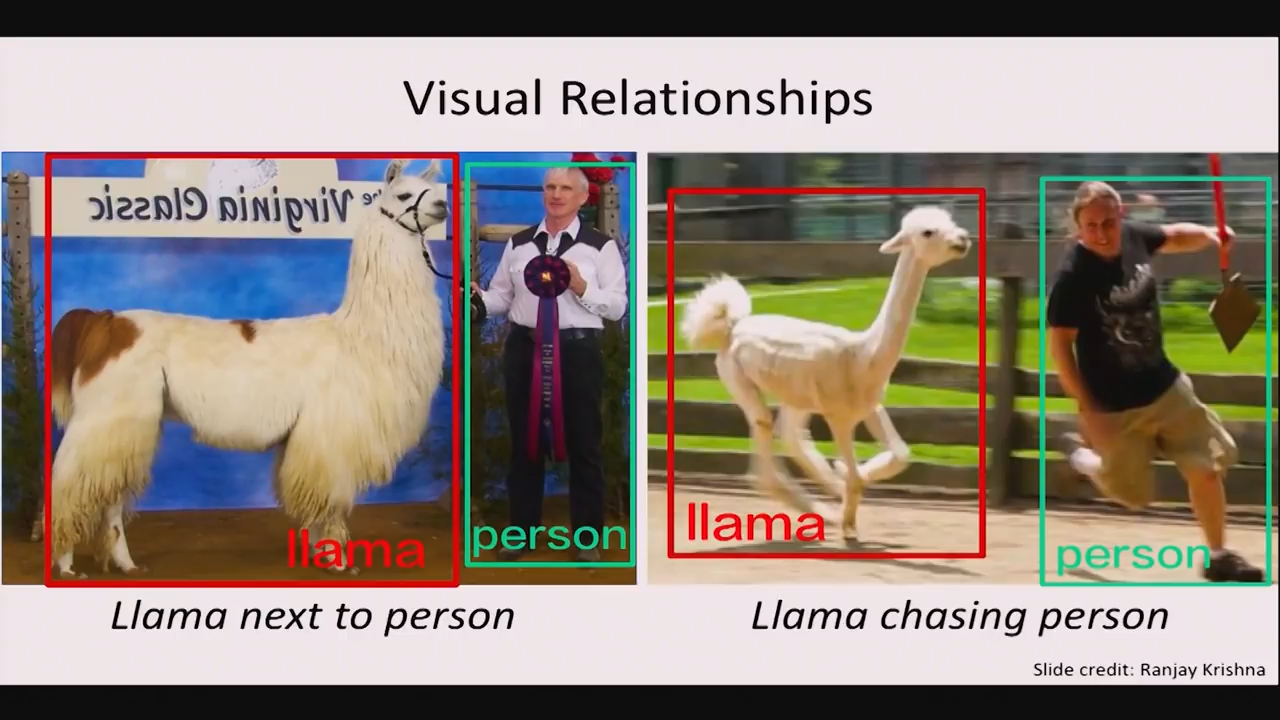 Visual Relationships
The Virginia Classic
llama
person
llama
person
Llama next to person
Llama chasing person
Slide credit: Ranjay Krishna